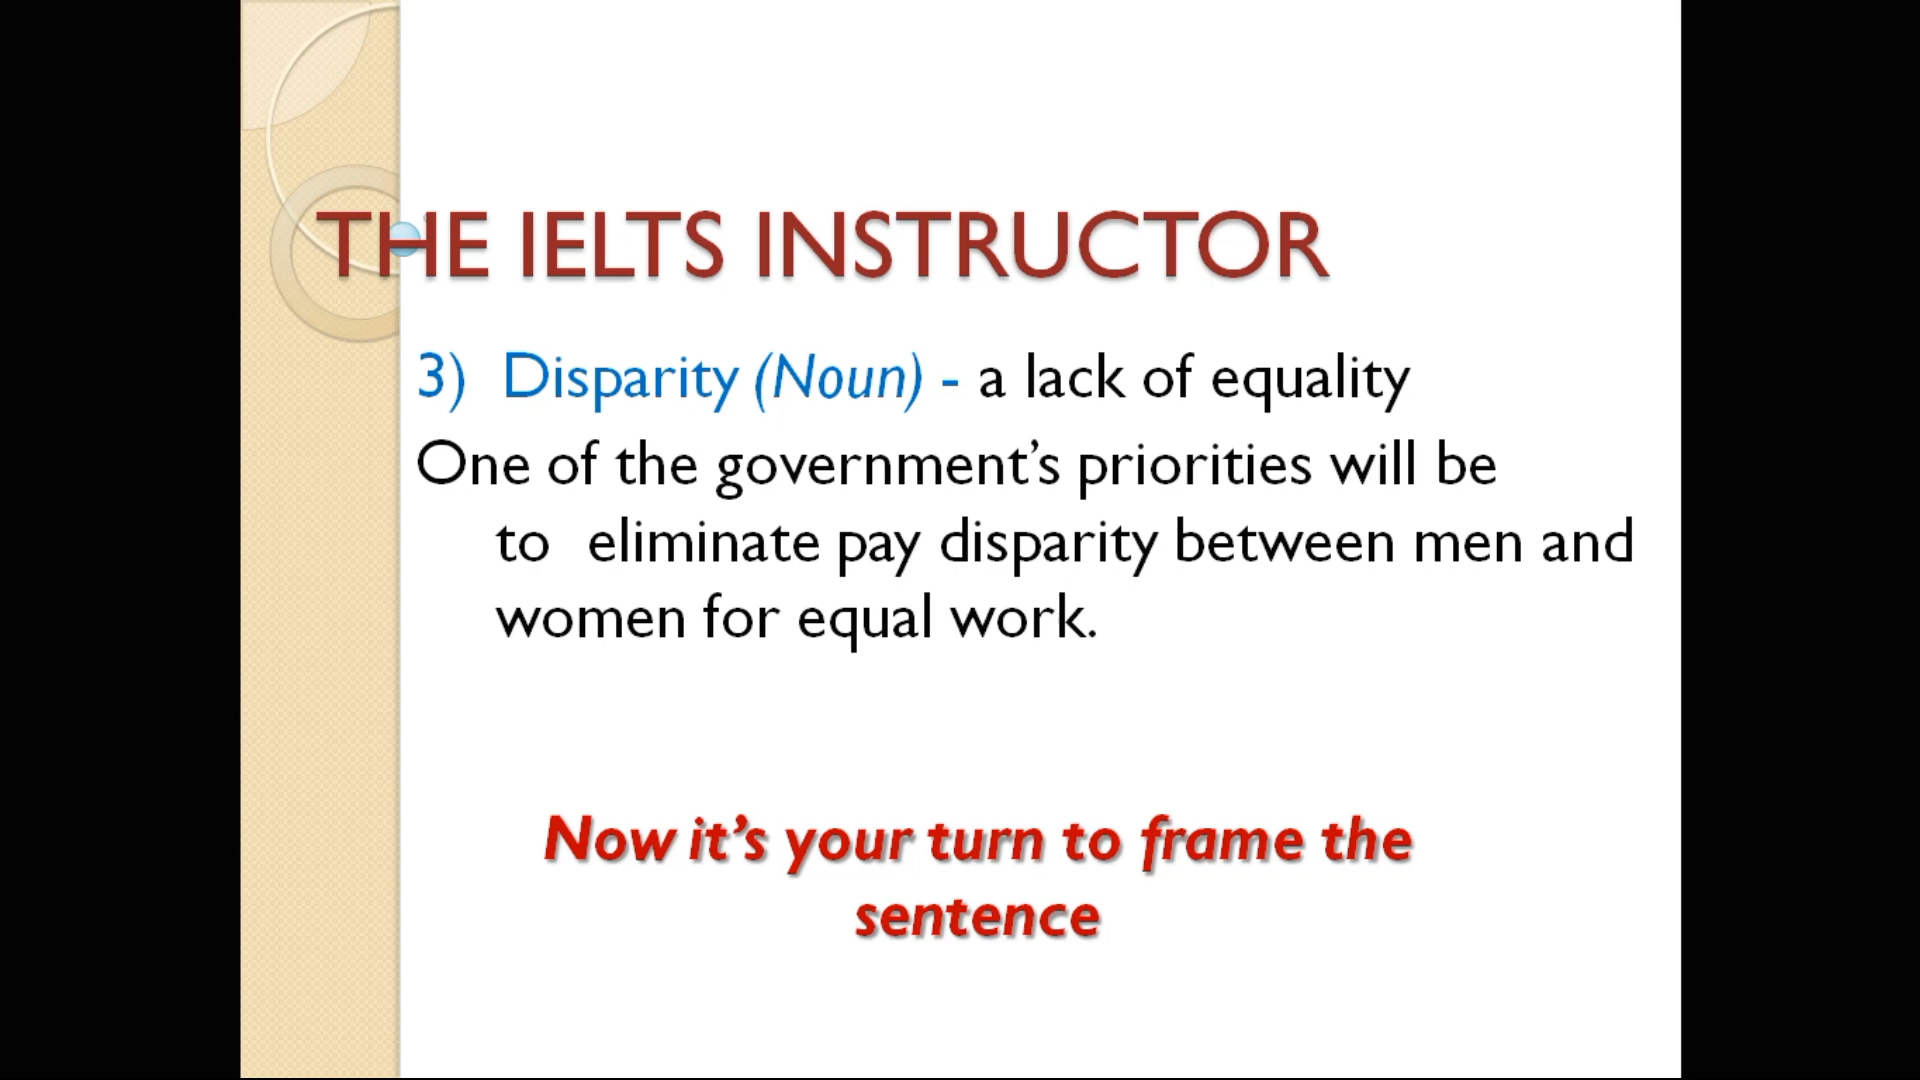 THE IELTS INSTRUCTOR
3) Disparity (Noun) - a lack of equality
One of the government’s priorities will be
to eliminate pay disparity between men and
women for equal work.
Now it’s your turn to frame the
sentence